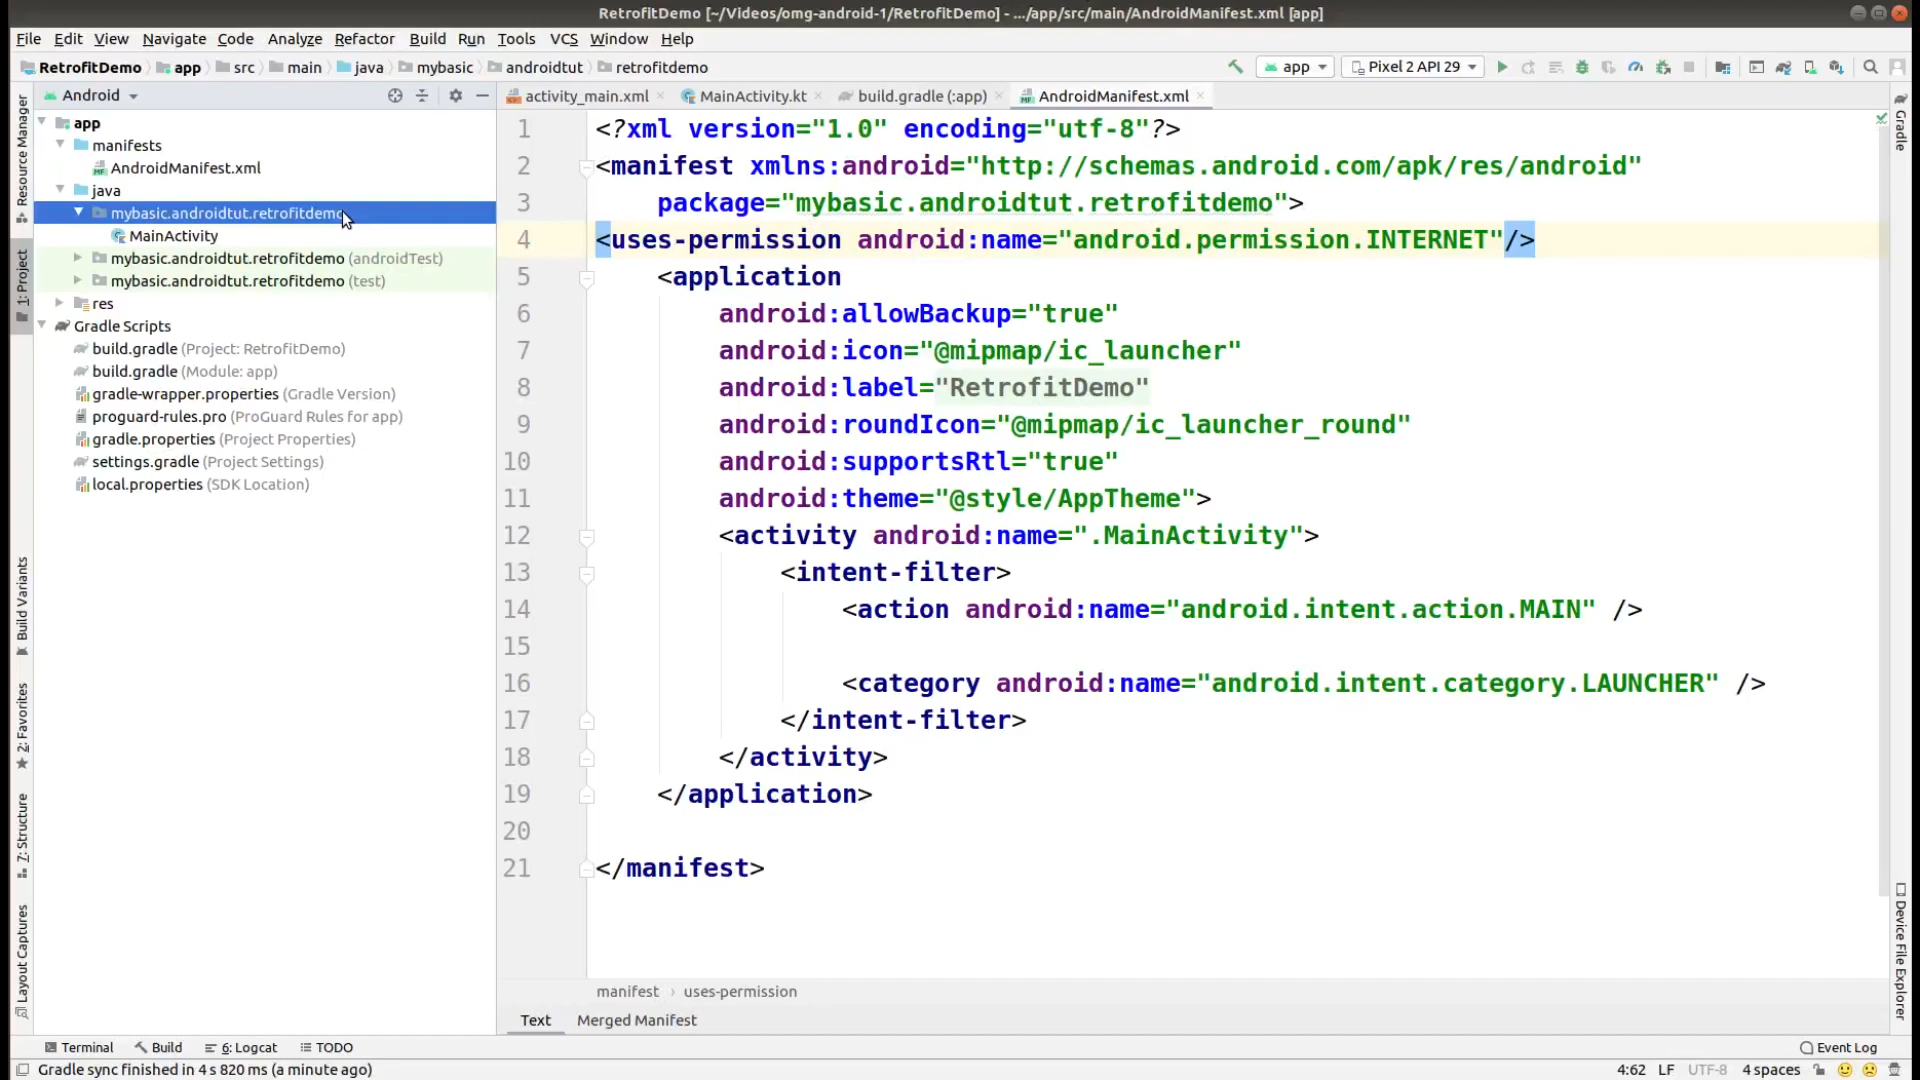 RetrofitDemo [~/Videos/omg-android-1/RetrofitDemo] - .../app/src/main/AndroidManifest.xml [app]
File Edit View Navigate Code Analyze Refactor Build Run Tools VCS Window Help
RetrofitDemo app src main java mybasic androidtut retrofitdemo app Pixel 2 API 29
Android
activity_main.xml MainActivity.kt build.gradle (:app) AndroidManifest.xml
app
manifests
AndroidManifest.xml
java
mybasic.androidtut.retrofitdemo
MainActivity
mybasic.androidtut.retrofitdemo (androidTest)
mybasic.androidtut.retrofitdemo (test)
res
Gradle Scripts
build.gradle (Project: RetrofitDemo)
build.gradle (Module: app)
gradle-wrapper.properties (Gradle Version)
proguard-rules.pro (ProGuard Rules for app)
gradle.properties (Project Properties)
settings.gradle (Project Settings)
local.properties (SDK Location)
Resource Manager
1: Project
Build Variants
2: Favorites
7: Structure
Layout Captures
1 <?xml version="1.0" encoding="utf-8"?>
2 <manifest xmlns:android="http://schemas.android.com/apk/res/android"
3 package="mybasic.androidtut.retrofitdemo">
4 <uses-permission android:name="android.permission.INTERNET"/>
5 <application
6 android:allowBackup="true"
7 android:icon="@mipmap/ic_launcher"
8 android:label="RetrofitDemo"
9 android:roundIcon="@mipmap/ic_launcher_round"
10 android:supportsRtl="true"
11 android:theme="@style/AppTheme">
12 <activity android:name=".MainActivity">
13 <intent-filter>
14 <action android:name="android.intent.action.MAIN" />
15
16 <category android:name="android.intent.category.LAUNCHER" />
17 </intent-filter>
18 </activity>
19 </application>
20
21 </manifest>
manifest › uses-permission
Text Merged Manifest
Gradle
Device File Explorer
Terminal Build 6: Logcat TODO Event Log
Gradle sync finished in 4 s 820 ms (a minute ago) 4:62 LF UTF-8 4 spaces